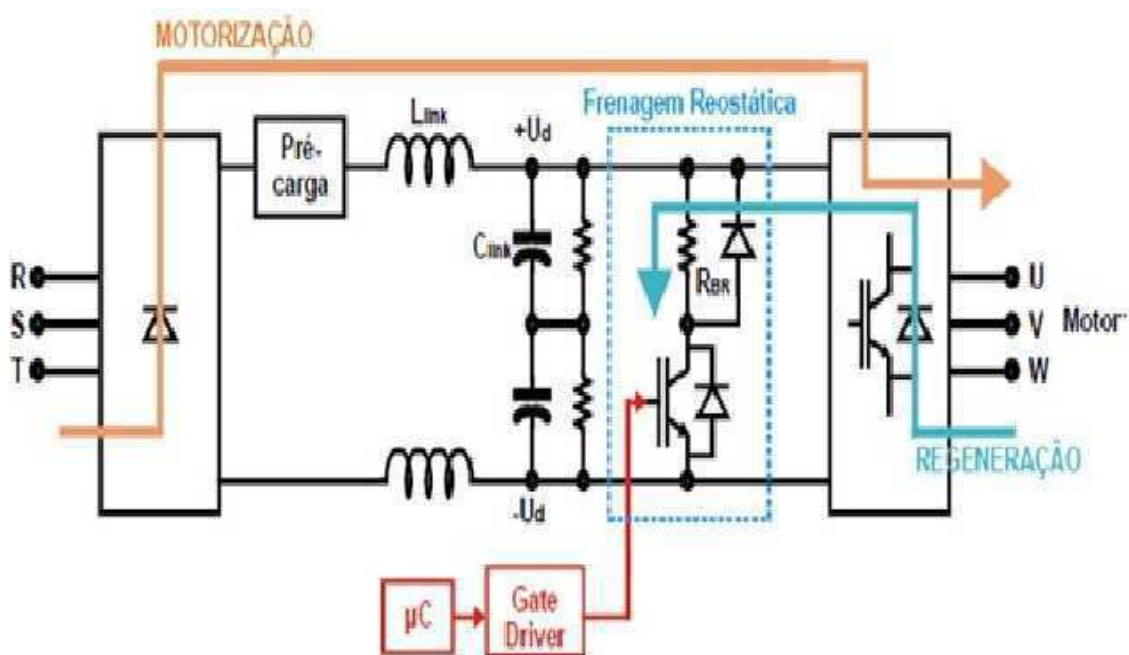 MOTORIZAÇÃO
Frenagem Reostática
Llink
+Ud
Pré-
carga
Clink
RBR
R
S
T
U
V
W
Motor
REGENERAÇÃO
-Ud
µC
Gate
Driver